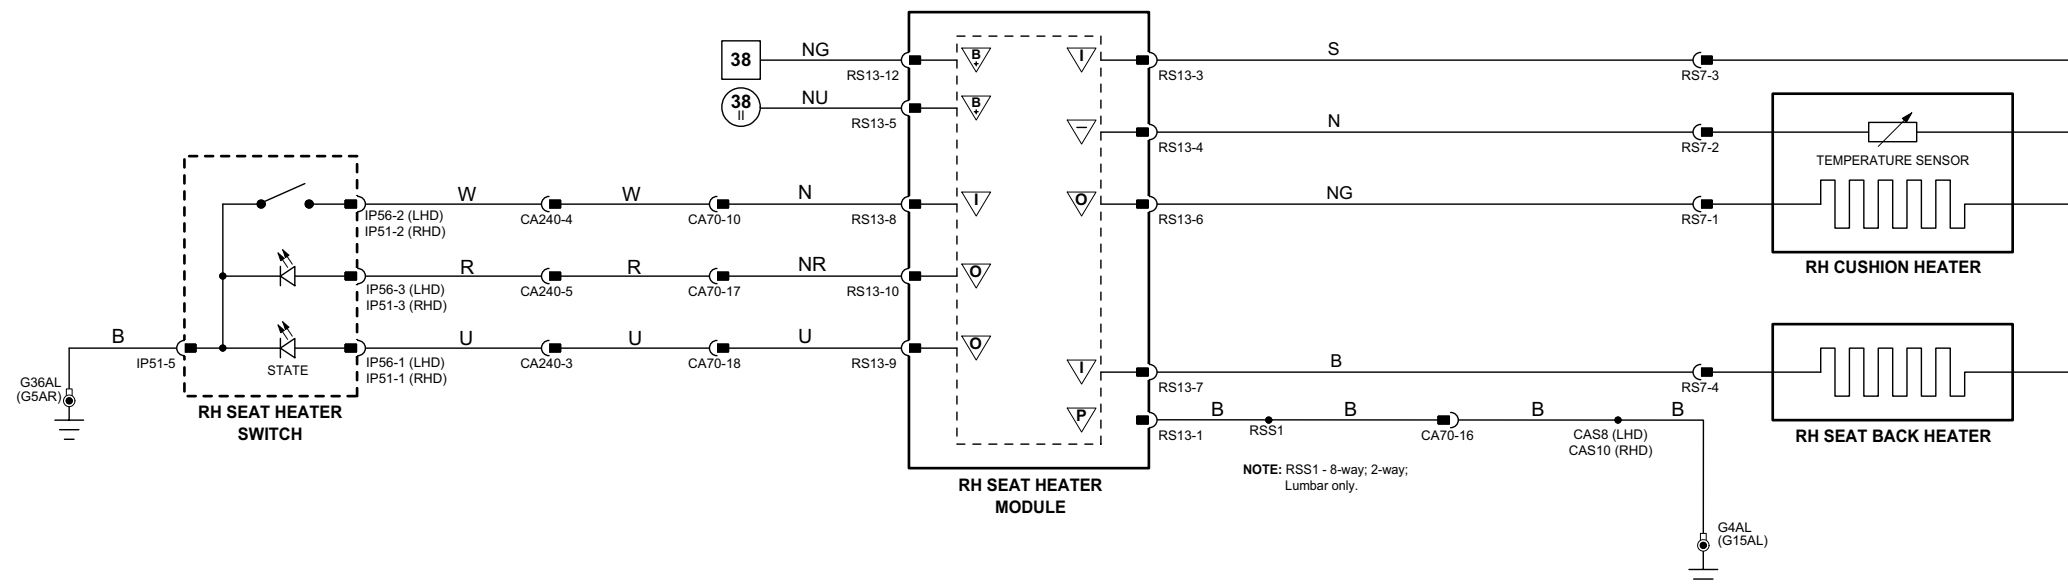 38
NG
RS13-12
B
+
I
RS13-3
S
RS7-3
38
II
NU
RS13-5
B
+
–
RS13-4
N
RS7-2
TEMPERATURE SENSOR
W
W
N
IP56-2 (LHD)
IP51-2 (RHD)
CA240-4
CA70-10
RS13-8
I
O
RS13-6
NG
RS7-1
RH CUSHION HEATER
R
R
NR
IP56-3 (LHD)
IP51-3 (RHD)
CA240-5
CA70-17
RS13-10
O
B
IP51-5
STATE
U
U
U
IP56-1 (LHD)
IP51-1 (RHD)
CA240-3
CA70-18
RS13-9
O
G36AL
(G5AR)
RH SEAT HEATER
SWITCH
I
RS13-7
B
RS7-4
P
RS13-1
B
RSS1
B
CA70-16
B
CAS8 (LHD)
CAS10 (RHD)
B
RH SEAT BACK HEATER
NOTE: RSS1 - 8-way; 2-way;
Lumbar only.
RH SEAT HEATER
MODULE
G4AL
(G15AL)